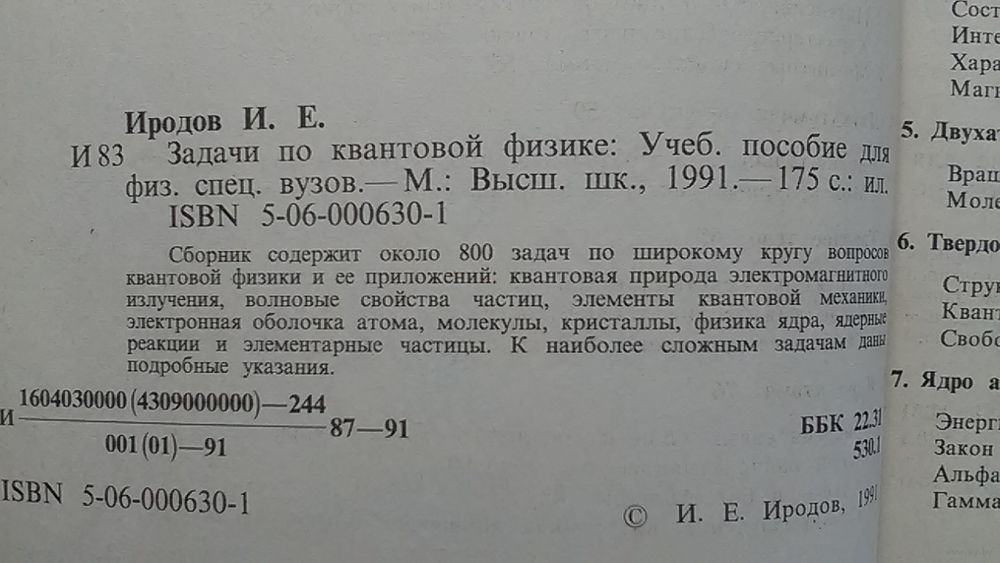 Иродов И. Е.
И 83 Задачи по квантовой физике: Учеб. пособие для
физ. спец. вузов.— М.: Высш. шк., 1991.— 175 с.: ил.
ISBN 5-06-000630-1
Сборник содержит около 800 задач по широкому кругу вопросов
квантовой физики и ее приложений: квантовая природа электромагнитного
излучения, волновые свойства частиц, элементы квантовой механики,
электронная оболочка атома, молекулы, кристаллы, физика ядра, ядерные
реакции и элементарные частицы. К наиболее сложным задачам даны
подробные указания.
И 1604030000(4309000000)—244
001(01)—91
87—91
ББК 22.31
530.1
ISBN 5-06-000630-1
© И. Е. Иродов, 1991
Сост
Инте
Хара
Магн
5. Двухат
Вращ
Моле
6. Твердо
Струк
Квант
Свобо
7. Ядро а
Энерги
Закон
Альфа
Гамма